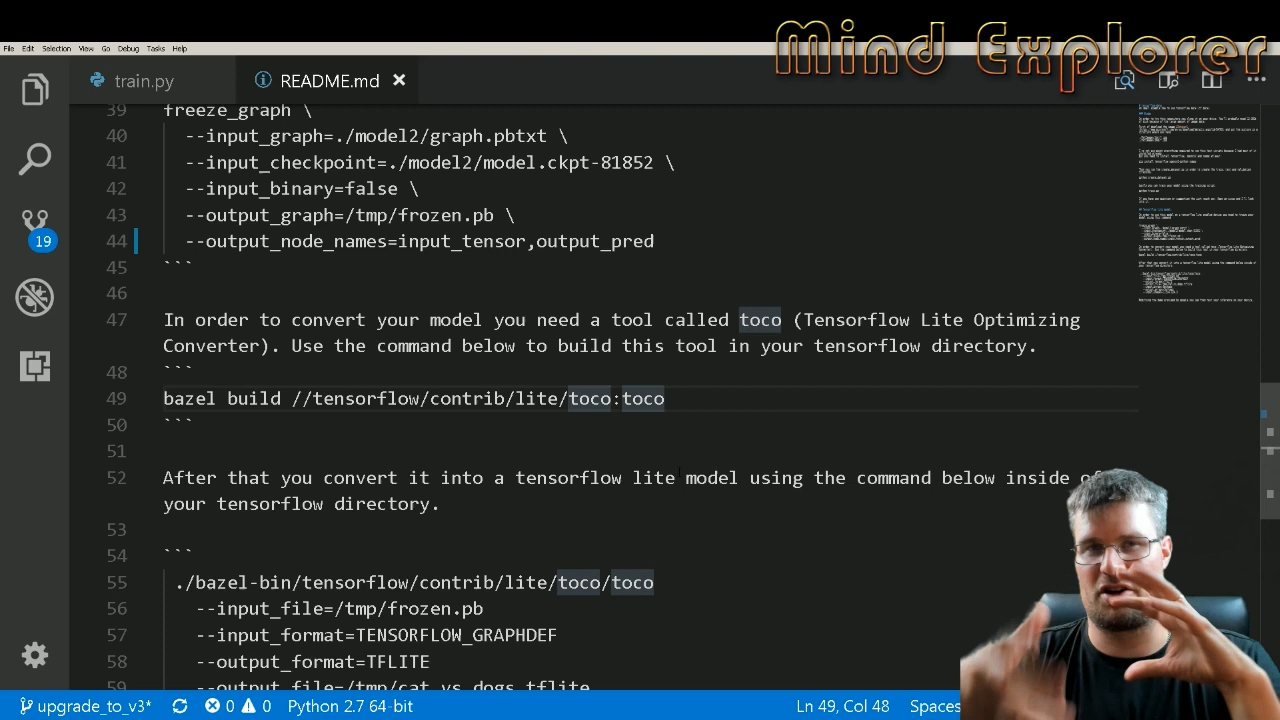 Mind Explorer
File Edit Selection View Go Debug Tasks Help
train.py README.md
39 freeze_graph \
40 --input_graph=./model2/graph.pbtxt \
41 --input_checkpoint=./model2/model.ckpt-81852 \
42 --input_binary=false \
43 --output_graph=/tmp/frozen.pb \
44 --output_node_names=input_tensor,output_pred
45 ```
46
47 In order to convert your model you need a tool called toco (Tensorflow Lite Optimizing
Converter). Use the command below to build this tool in your tensorflow directory.
48 ```
49 bazel build //tensorflow/contrib/lite/toco:toco
50 ```
51
52 After that you convert it into a tensorflow lite model using the command below inside of
your tensorflow directory.
53
54 ```
55 ./bazel-bin/tensorflow/contrib/lite/toco/toco
56 --input_file=/tmp/frozen.pb
57 --input_format=TENSORFLOW_GRAPHDEF
58 --output_format=TFLITE
59 --output_file=/tmp/cat_vs_dogs.tflite
19
upgrade_to_v3* 0 0 Python 2.7 64-bit Ln 49, Col 48 Spaces